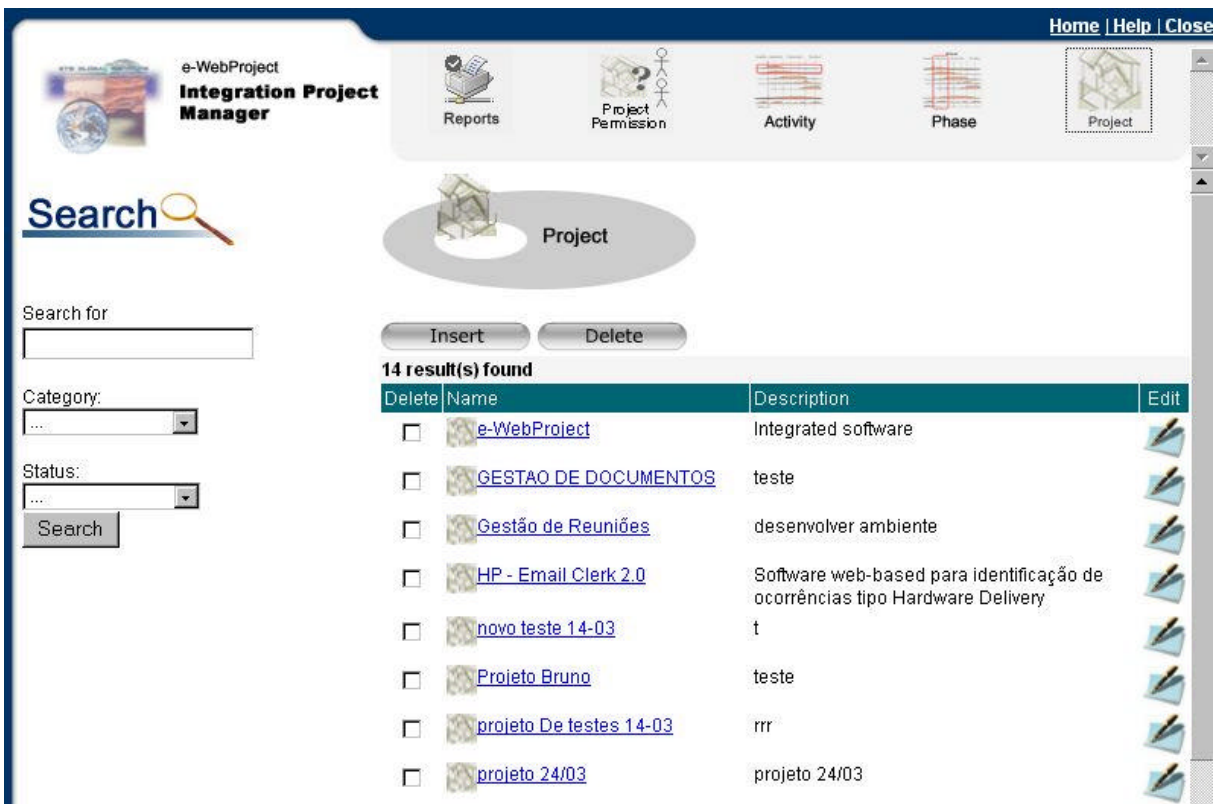 Home | Help | Close
e-WebProject
Integration Project
Manager
Reports
Project
Permission
Activity
Phase
Project
Search
Project
Search for
Insert
Delete
14 result(s) found
Category:
...
Delete Name Description Edit
e-WebProject Integrated software
Status:
...
GESTAO DE DOCUMENTOS teste
Search
Gestão de Reuniões desenvolver ambiente
HP - Email Clerk 2.0 Software web-based para identificação de
ocorrências tipo Hardware Delivery
novo teste 14-03 t
Projeto Bruno teste
projeto De testes 14-03 rrr
projeto 24/03 projeto 24/03